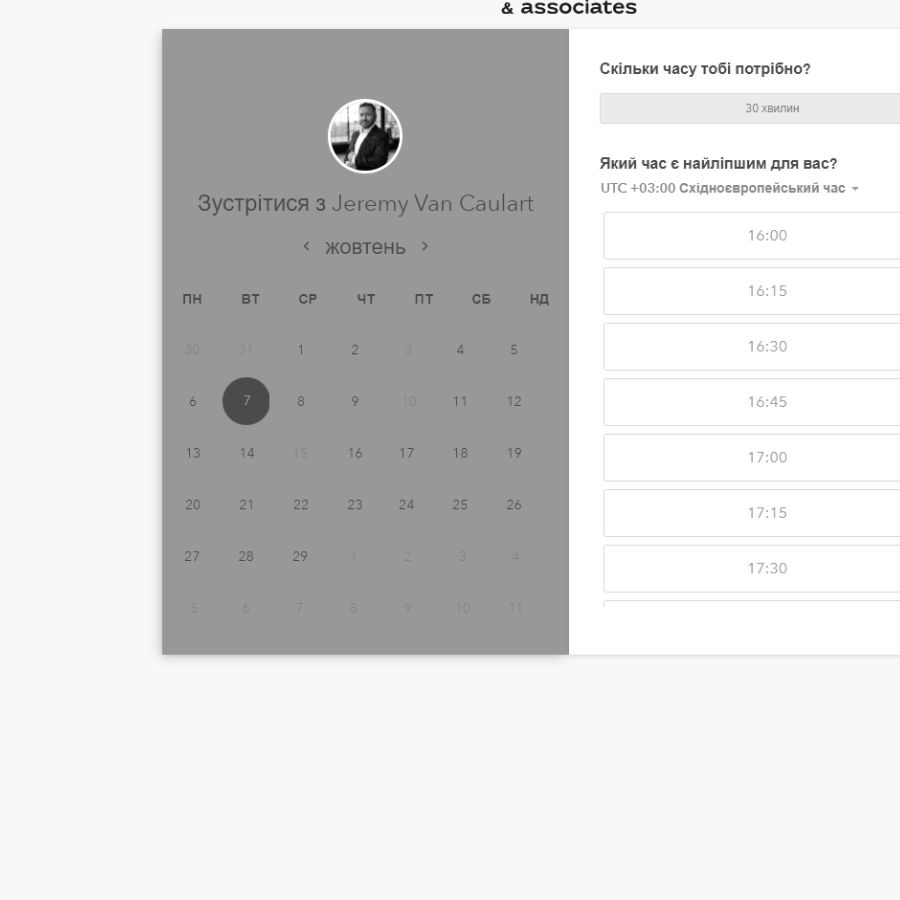 & associates
Зустрітися з Jeremy Van Caulart
жовтень
ПН ВТ СР ЧТ ПТ СБ НД
30 31 1 2 3 4 5
6 7 8 9 10 11 12
13 14 15 16 17 18 19
20 21 22 23 24 25 26
27 28 29 1 2 3 4
5 6 7 8 9 10 11
Скільки часу тобі потрібно?
30 хвилин
Який час є найліпшим для вас?
UTC +03:00 Східноєвропейський час
16:00
16:15
16:30
16:45
17:00
17:15
17:30